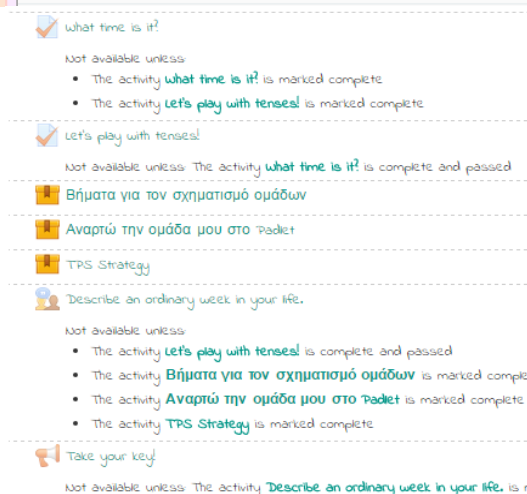 What time is it?
Not available unless:
The activity What time is it? is marked complete
The activity Let's play with tenses! is marked complete
Let's play with tenses!
Not available unless: The activity What time is it? is complete and passed
Βήματα για τον σχηματισμό ομάδων
Αναρτώ την ομάδα μου στο Padlet
TPS Strategy
Describe an ordinary week in your life.
Not available unless:
The activity Let's play with tenses! is complete and passed
The activity Βήματα για τον σχηματισμό ομάδων is marked comple
The activity Αναρτώ την ομάδα μου στο Padlet is marked complete
The activity TPS Strategy is marked complete
Take your key!
Not available unless: The activity Describe an ordinary week in your life. is